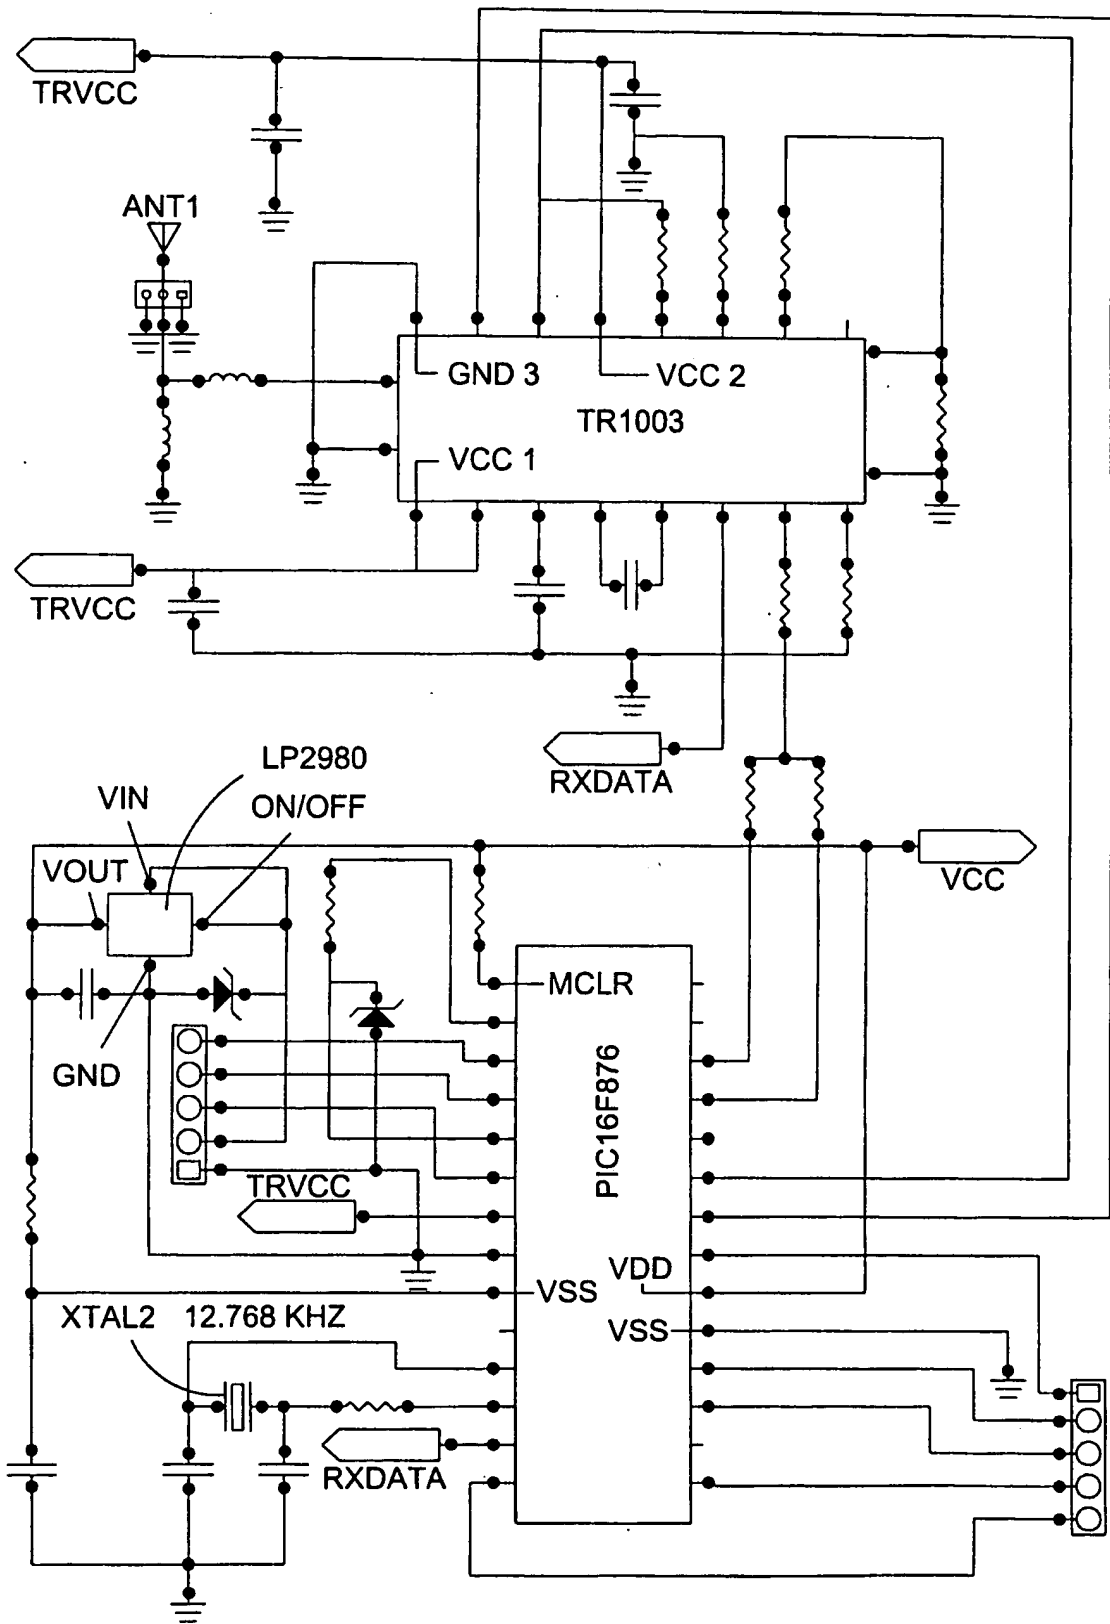 TRVCC
ANT1
GND 3
VCC 2
TR1003
VCC 1
TRVCC
RXDATA
LP2980
VIN
ON/OFF
VOUT
VCC
MCLR
GND
PIC16F876
TRVCC
VDD
VSS
XTAL2 12.768 KHZ
VSS
RXDATA